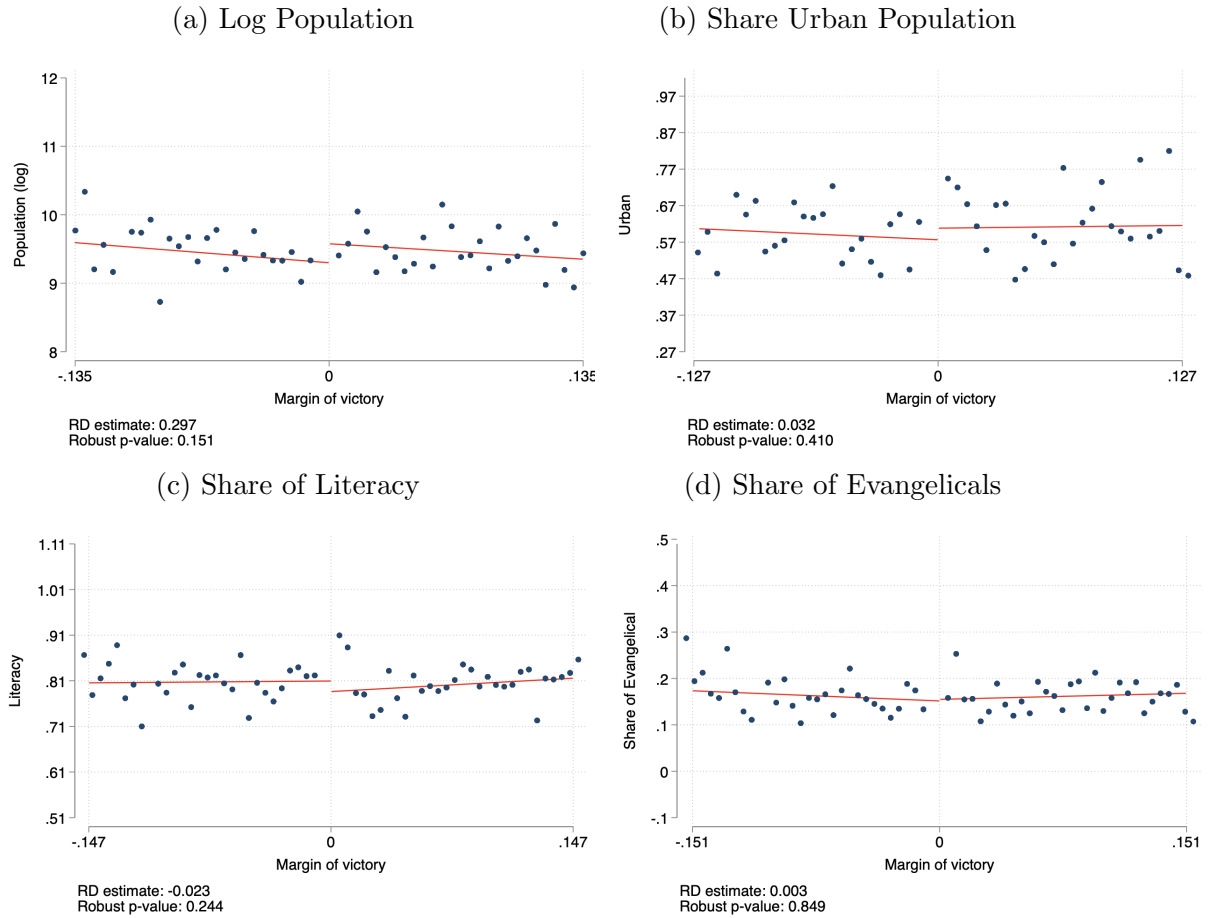 (a) Log Population
12
11
10
9
8
Population (log)
-.135
0
.135
Margin of victory
RD estimate: 0.297
Robust p-value: 0.151
(b) Share Urban Population
.97
.87
.77
.67
.57
.47
.37
.27
Urban
-.127
0
.127
Margin of victory
RD estimate: 0.032
Robust p-value: 0.410
(c) Share of Literacy
1.11
1.01
.91
.81
.71
.61
.51
Literacy
-.147
0
.147
Margin of victory
RD estimate: -0.023
Robust p-value: 0.244
(d) Share of Evangelicals
.5
.4
.3
.2
.1
0
-.1
Share of Evangelical
-.151
0
.151
Margin of victory
RD estimate: 0.003
Robust p-value: 0.849